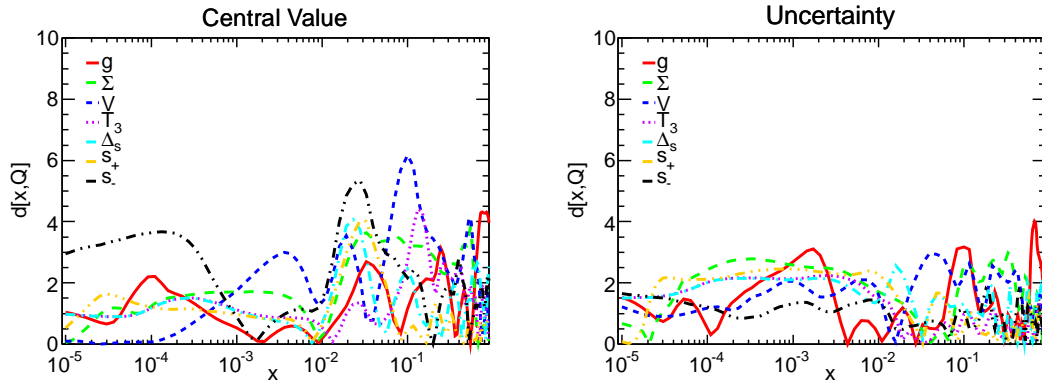 Central Value
10
8
6
4
2
0
d[x,Q]
g
Σ
V
T₃
Δₛ
s₊
s₋
10⁻⁵
10⁻⁴
10⁻³
10⁻²
10⁻¹
x
Uncertainty
10
8
6
4
2
0
d[x,Q]
g
Σ
V
T₃
Δₛ
s₊
s₋
10⁻⁵
10⁻⁴
10⁻³
10⁻²
10⁻¹
x